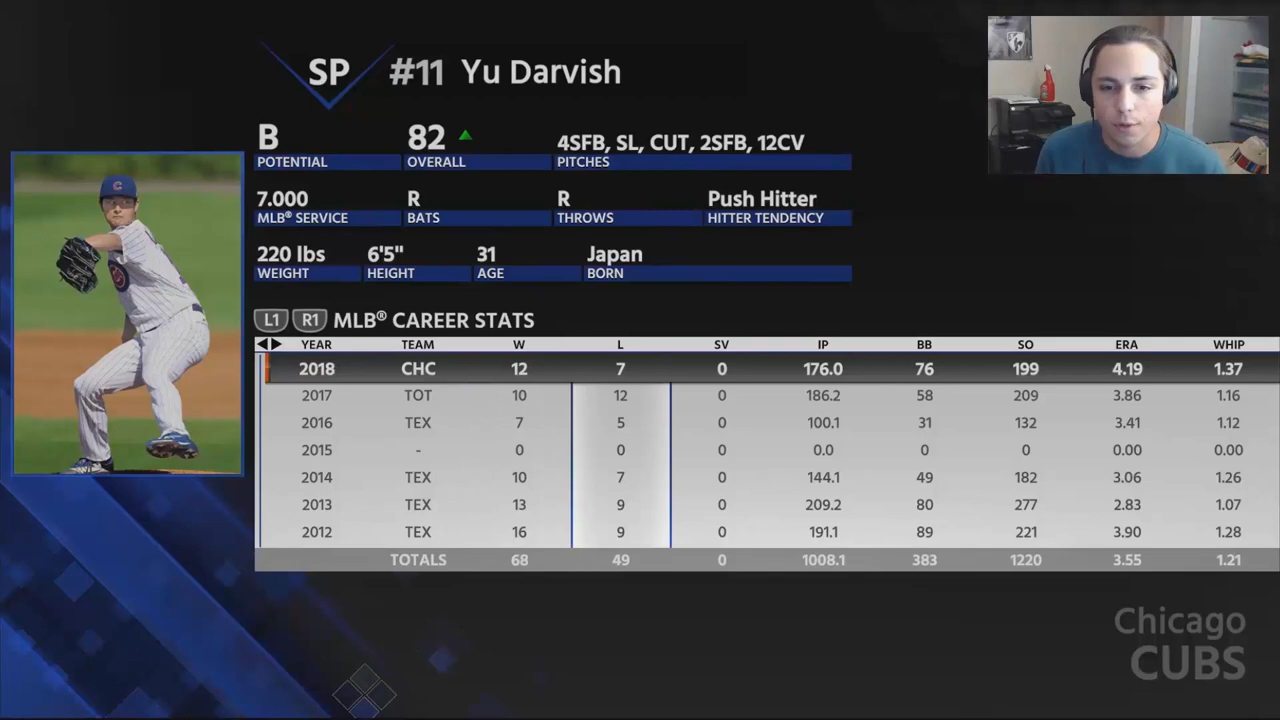 SP #11 Yu Darvish
B 82 4SFB, SL, CUT, 2SFB, 12CV
POTENTIAL OVERALL PITCHES
7.000 R R Push Hitter
MLB® SERVICE BATS THROWS HITTER TENDENCY
220 lbs 6'5" 31 Japan
WEIGHT HEIGHT AGE BORN
L1 R1 MLB® CAREER STATS
YEAR TEAM W L SV IP BB SO ERA WHIP
2018 CHC 12 7 0 176.0 76 199 4.19 1.37
2017 TOT 10 12 0 186.2 58 209 3.86 1.16
2016 TEX 7 5 0 100.1 31 132 3.41 1.12
2015 - 0 0 0 0.0 0 0 0.00 0.00
2014 TEX 10 7 0 144.1 49 182 3.06 1.26
2013 TEX 13 9 0 209.2 80 277 2.83 1.07
2012 TEX 16 9 0 191.1 89 221 3.90 1.28
TOTALS 68 49 0 1008.1 383 1220 3.55 1.21
Chicago
CUBS